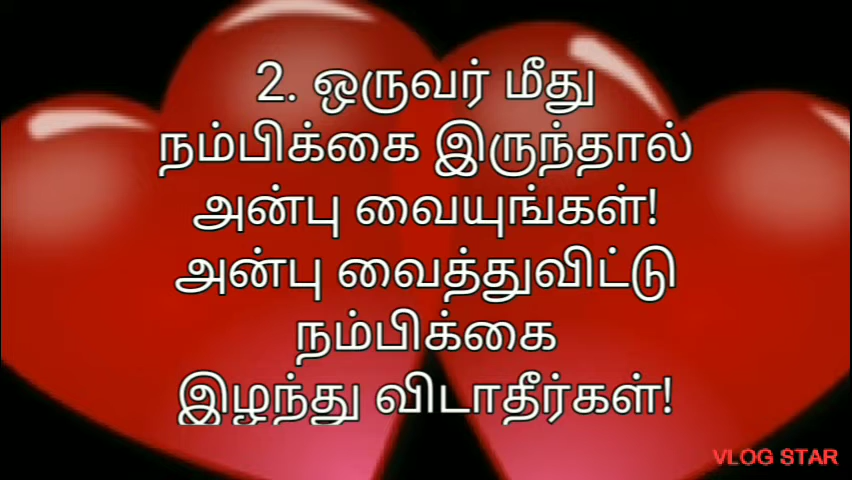 2. ஒருவர் மீது
நம்பிக்கை இருந்தால்
அன்பு வையுங்கள்!
அன்பு வைத்துவிட்டு
நம்பிக்கை
இழந்து விடாதீர்கள்!
VLOG STAR